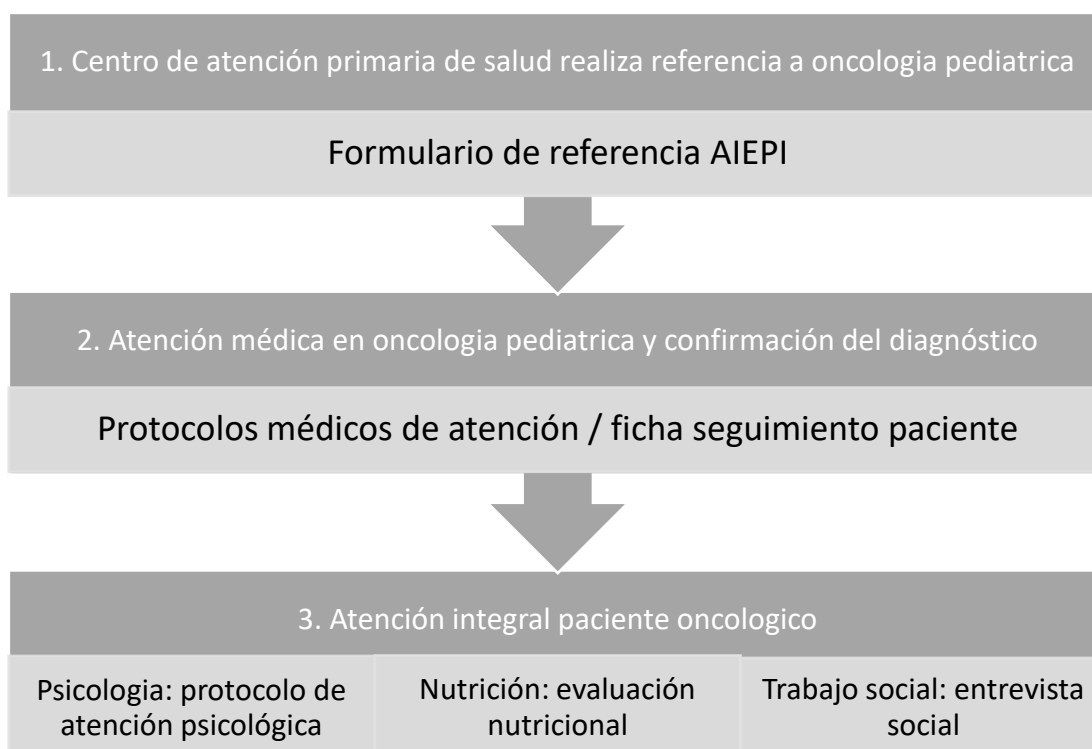 1. Centro de atención primaria de salud realiza referencia a oncologia pediatrica
Formulario de referencia AIEPI
2. Atención médica en oncologia pediatrica y confirmación del diagnóstico
Protocolos médicos de atención / ficha seguimiento paciente
3. Atención integral paciente oncologico
Psicologia: protocolo de
atención psicológica
Nutrición: evaluación
nutricional
Trabajo social: entrevista
social